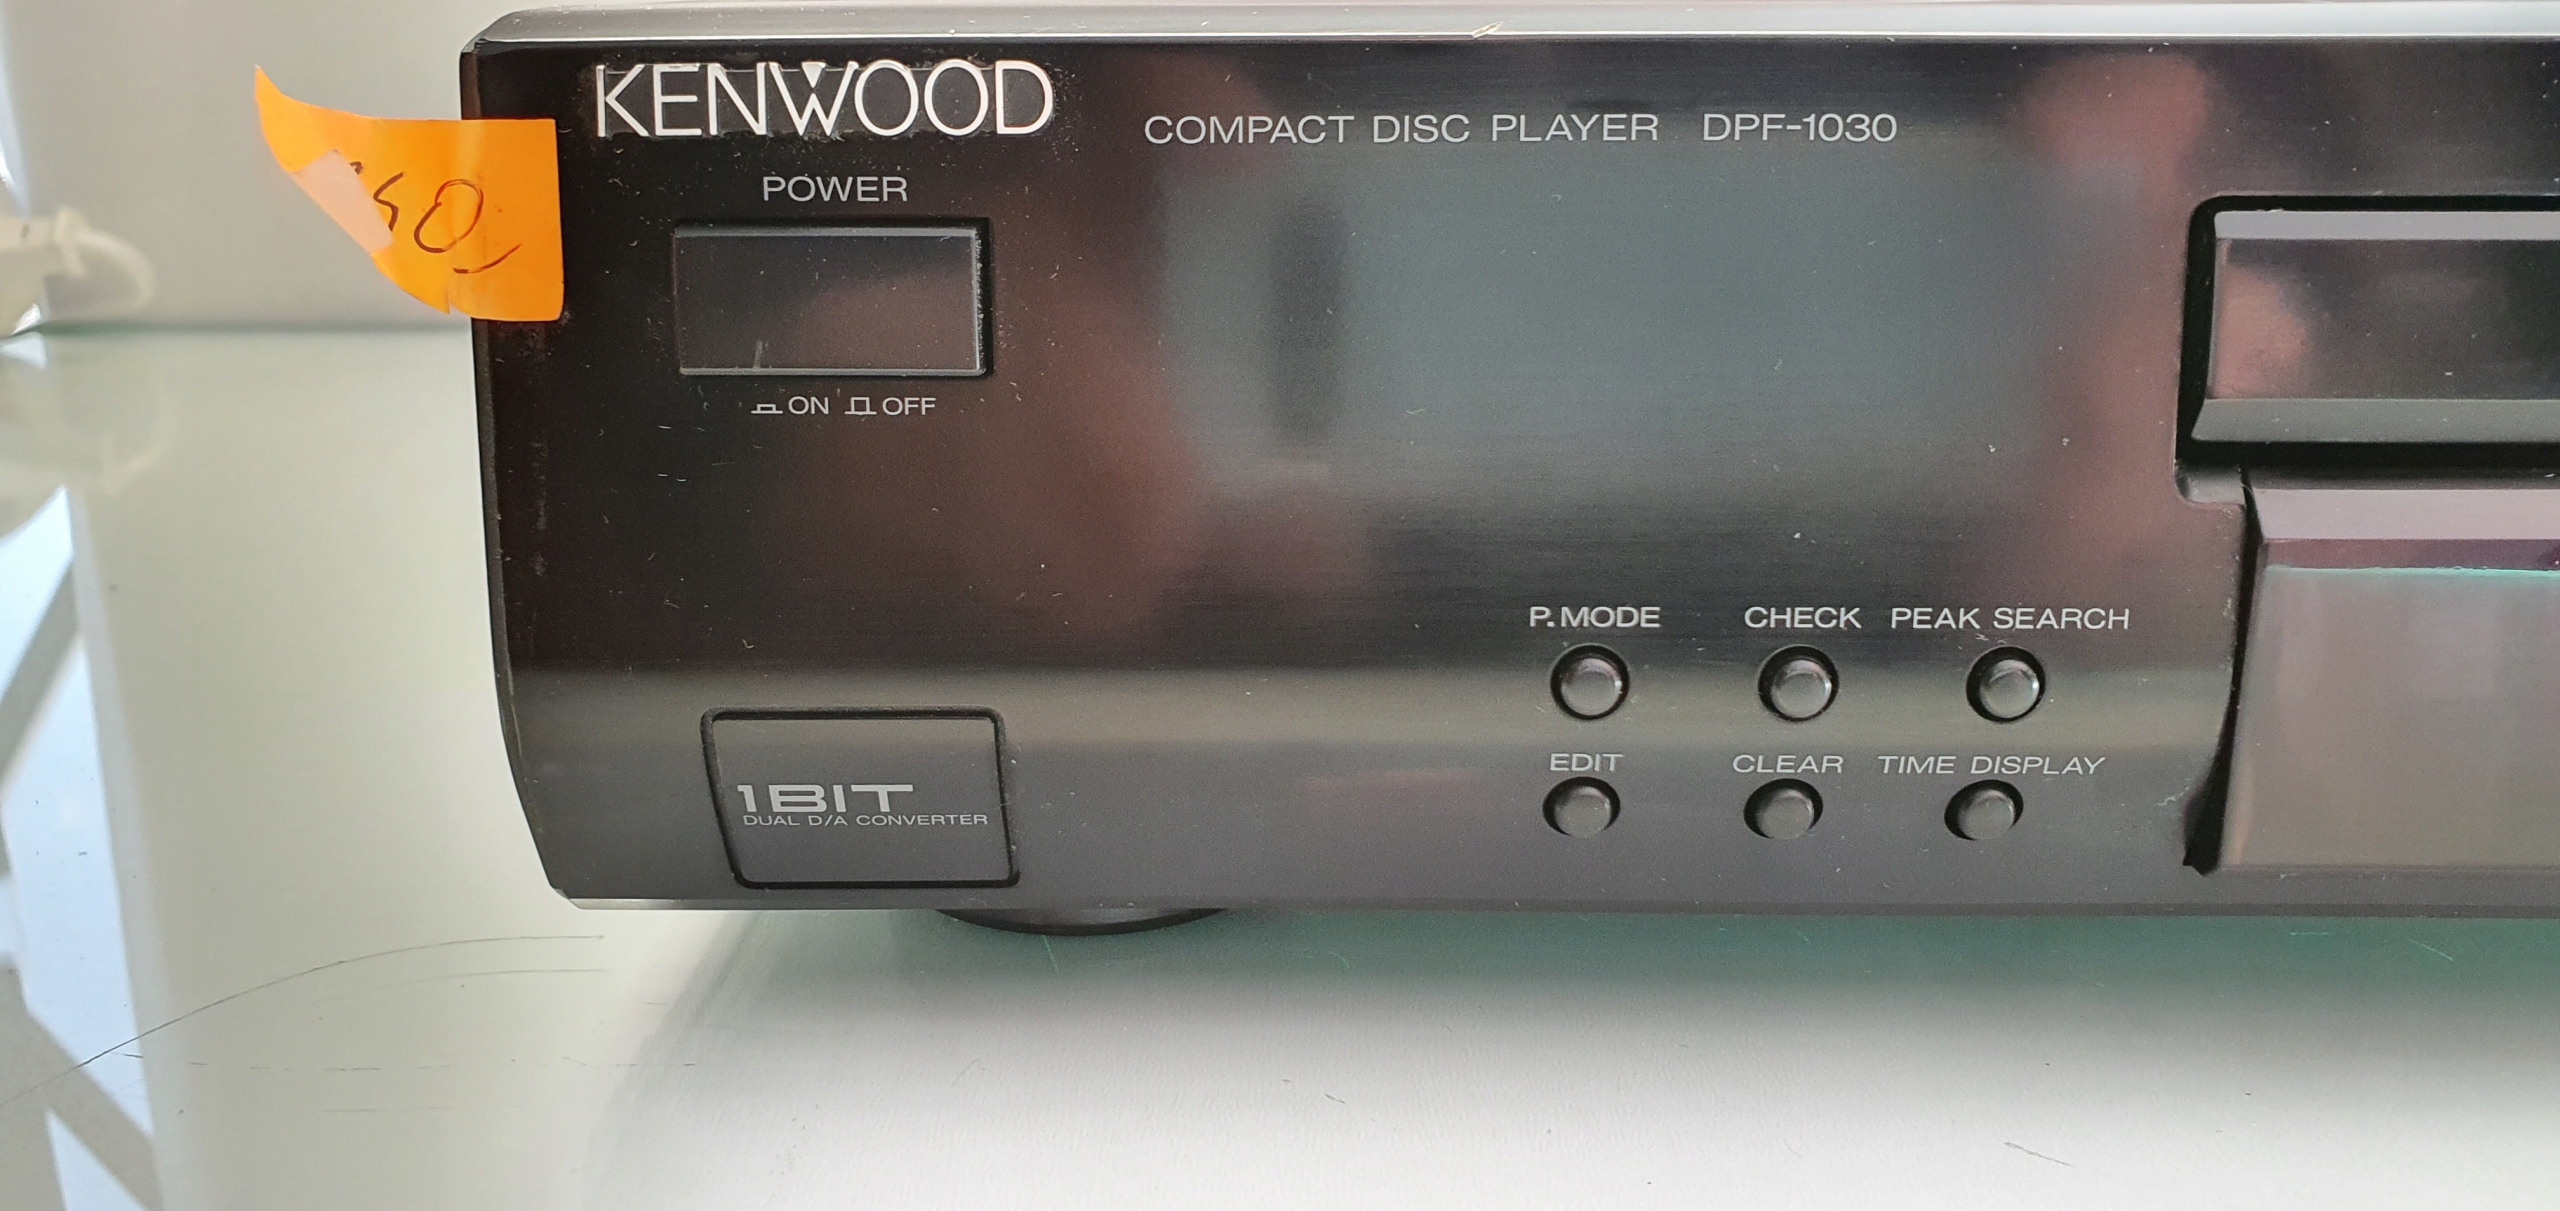 KENWOOD
COMPACT DISC PLAYER DPF-1030
POWER
ON OFF
P.MODE CHECK PEAK SEARCH
EDIT CLEAR TIME DISPLAY
1BIT
DUAL D/A CONVERTER